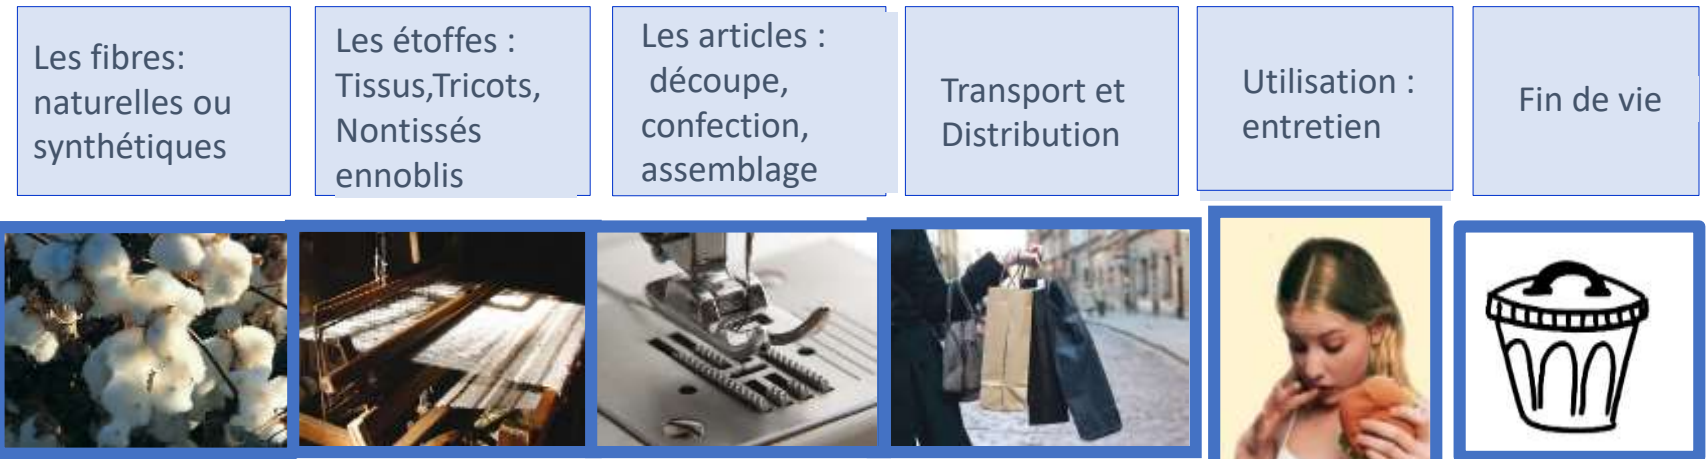 Les fibres:
naturelles ou
synthétiques
Les étoffes :
Tissus,Tricots,
Nontissés
ennoblis
Les articles :
découpe,
confection,
assemblage
Transport et
Distribution
Utilisation :
entretien
Fin de vie